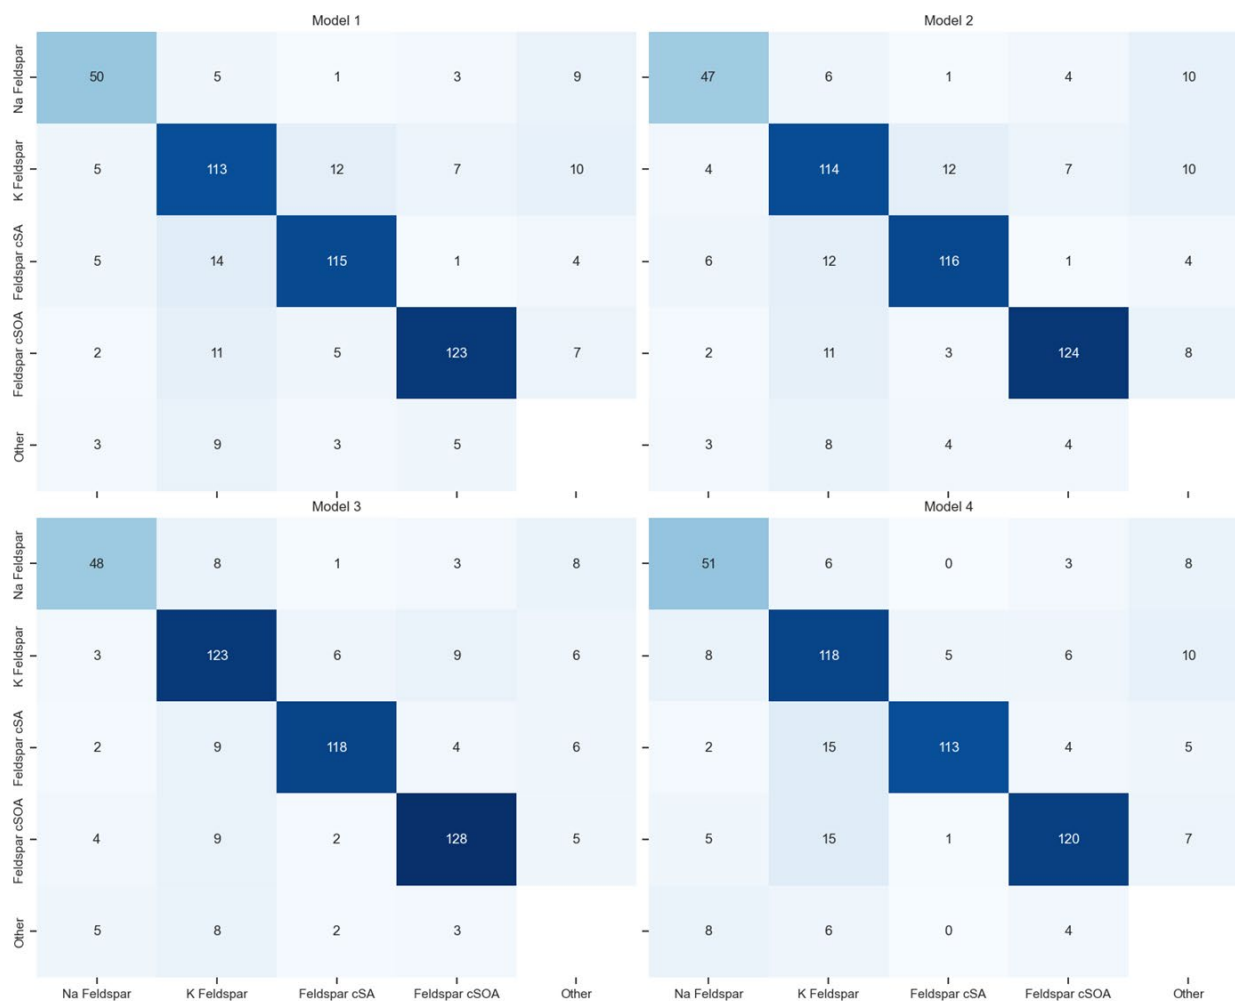 Model 1
Model 2
Na Feldspar
50 5 1 3 9
47 6 1 4 10
K Feldspar
5 113 12 7 10
4 114 12 7 10
Feldspar cSA
5 14 115 1 4
6 12 116 1 4
Feldspar cSOA
2 11 5 123 7
2 11 3 124 8
Other
3 9 3 5
3 8 4 4
Model 3
Model 4
Na Feldspar
48 8 1 3 8
51 6 0 3 8
K Feldspar
3 123 6 9 6
8 118 5 6 10
Feldspar cSA
2 9 118 4 6
2 15 113 4 5
Feldspar cSOA
4 9 2 128 5
5 15 1 120 7
Other
5 8 2 3
8 6 0 4
Na Feldspar K Feldspar Feldspar cSA Feldspar cSOA Other
Na Feldspar K Feldspar Feldspar cSA Feldspar cSOA Other